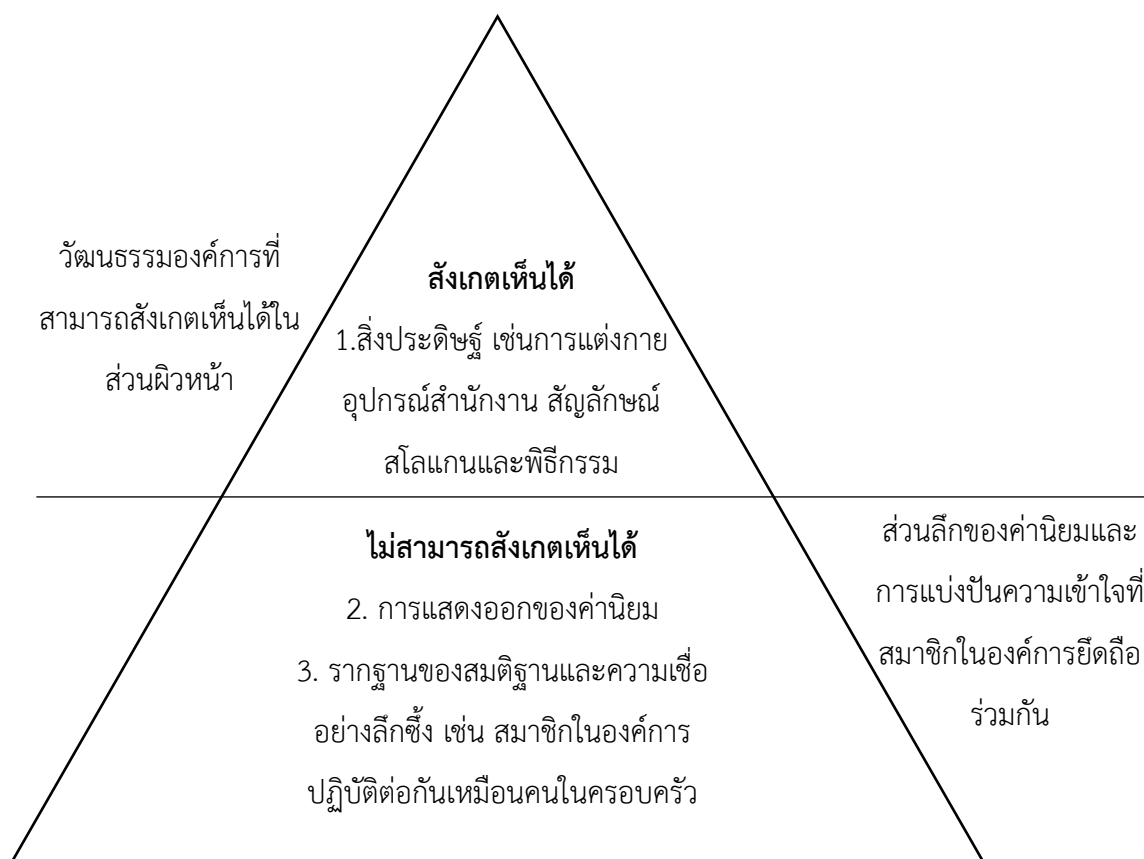 วัฒนธรรมองค์การที่
สามารถสังเกตเห็นได้ใน
ส่วนผิวหน้า
สังเกตเห็นได้
1.สิ่งประดิษฐ์ เช่นการแต่งกาย
อุปกรณ์สำนักงาน สัญลักษณ์
สโลแกนและพิธีกรรม
ไม่สามารถสังเกตเห็นได้
2. การแสดงออกของค่านิยม
3. รากฐานของสมติฐานและความเชื่อ
อย่างลึกซึ้ง เช่น สมาชิกในองค์การ
ปฏิบัติต่อกันเหมือนคนในครอบครัว
ส่วนลึกของค่านิยมและ
การแบ่งปันความเข้าใจที่
สมาชิกในองค์การยึดถือ
ร่วมกัน